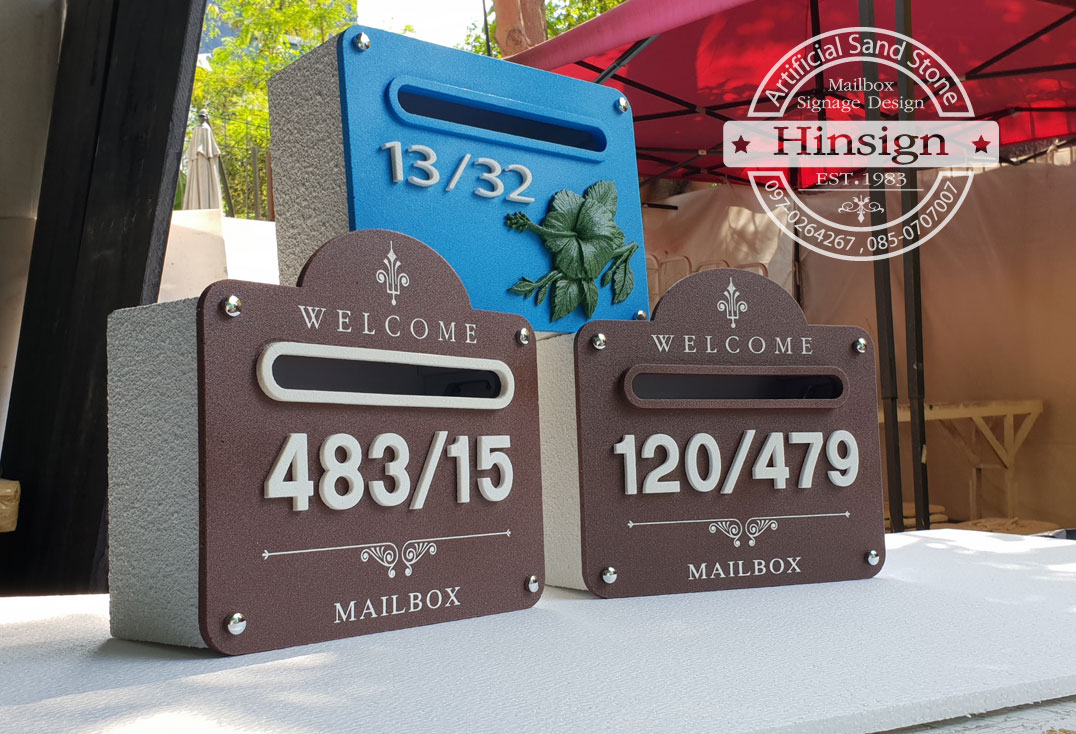 Artificial Sand Stone
Mailbox
Signage Design
Hinsign
EST.1983
097-0264267 , 085-0707007
13/32
WELCOME
483/15
MAILBOX
WELCOME
120/479
MAILBOX